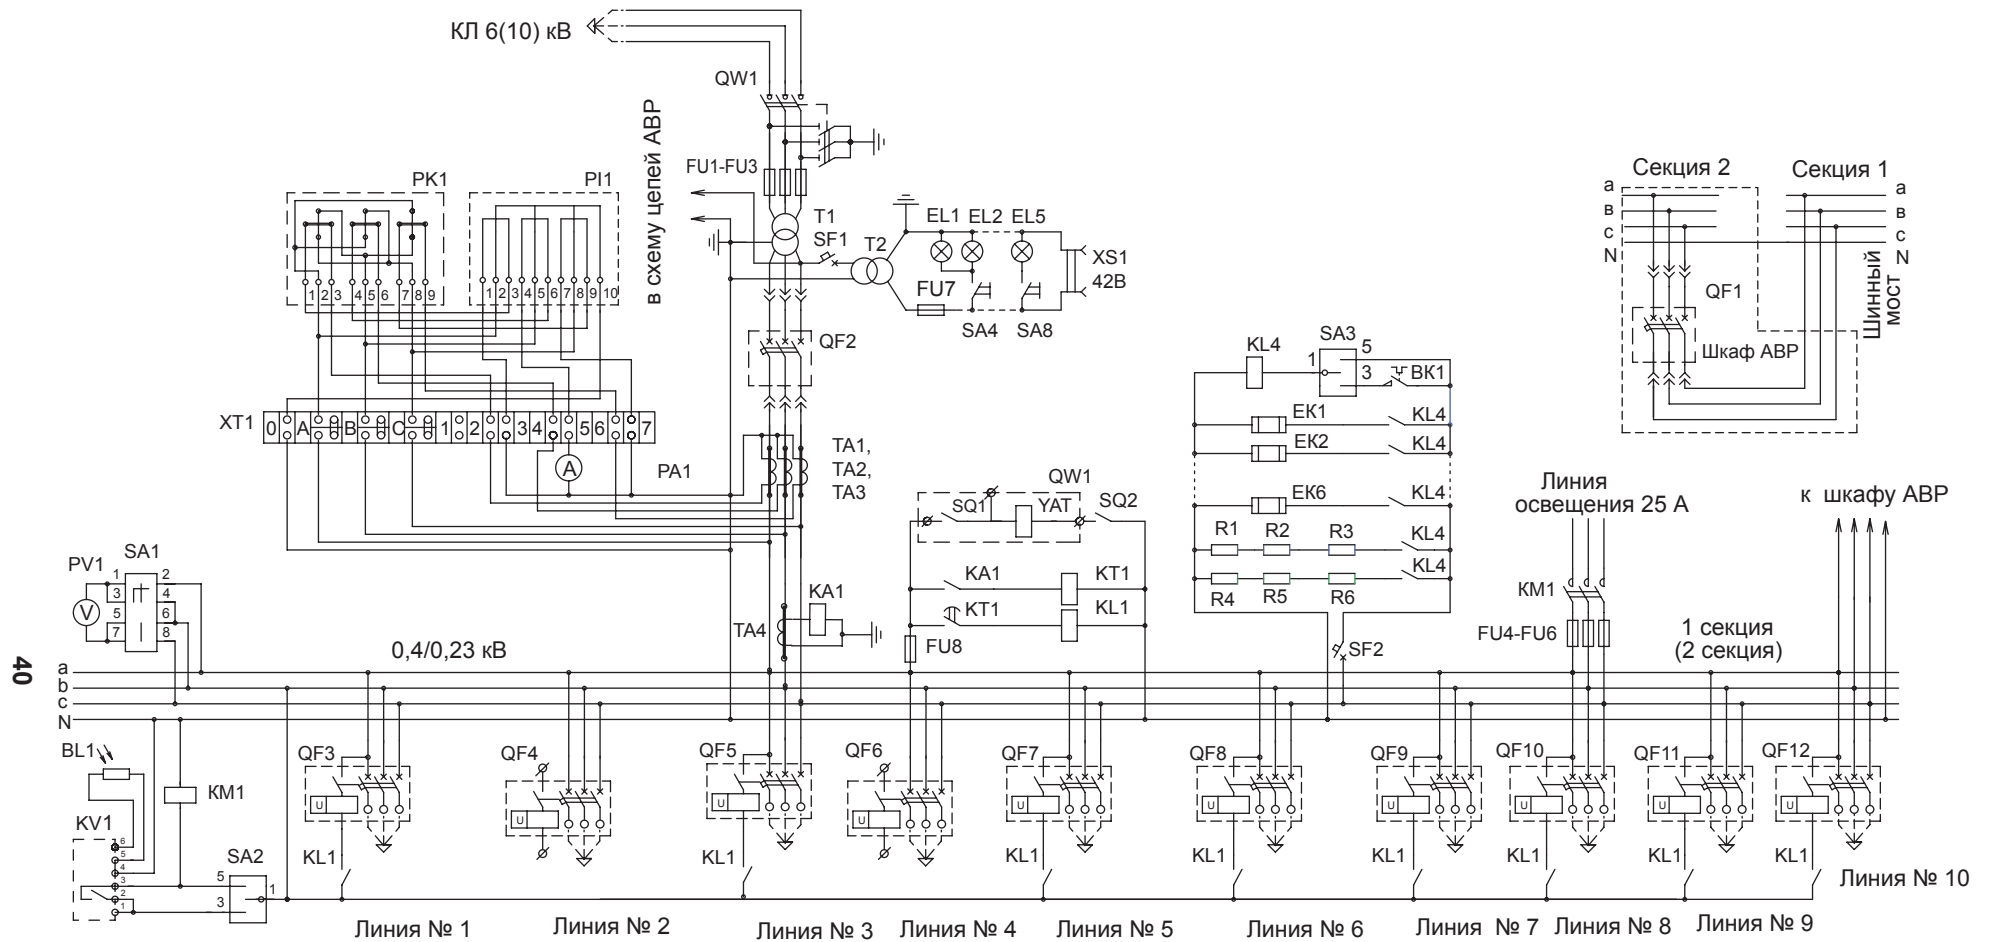 КЛ 6(10) кВ
QW1
в схему цепей АВР
FU1-FU3
PK1
PI1
T1
SF1
T2
EL1 EL2 EL5
XS1
42В
FU7
SA4 SA8
QF2
1 2 3 4 5 6 7 8 9
1 2 3 4 5 6 7 8 9 10
XT1
0 A B C 1 2 3 4 5 6 7
A
PA1
TA1,
TA2,
TA3
Секция 2
Секция 1
а
в
с
N
а
в
с
N
QF1
Шкаф АВР
Шинный
мост
KL4
SA3
1
5
3
ВК1
ЕК1 KL4
ЕК2 KL4
ЕК6 KL4
R1 R2 R3 KL4
R4 R5 R6 KL4
SF2
QW1
SQ1 YAT SQ2
KA1 KT1
KT1 KL1
FU8
Линия
освещения 25 А
к шкафу АВР
КМ1
FU4-FU6
1 секция
(2 секция)
PV1
V
SA1
1 2
3 4
5 6
7 8
KA1
TA4
0,4/0,23 кВ
40
a
b
c
N
BL1
КМ1
KV1
6
5
4
3
2
1
SA2
5
3
1
QF3
U
KL1
QF4
U
QF5
U
KL1
QF6
U
QF7
U
KL1
QF8
U
KL1
QF9
U
KL1
QF10
U
KL1
QF11
U
KL1
QF12
U
KL1
Линия № 1
Линия № 2
Линия № 3
Линия № 4
Линия № 5
Линия № 6
Линия № 7
Линия № 8
Линия № 9
Линия № 10